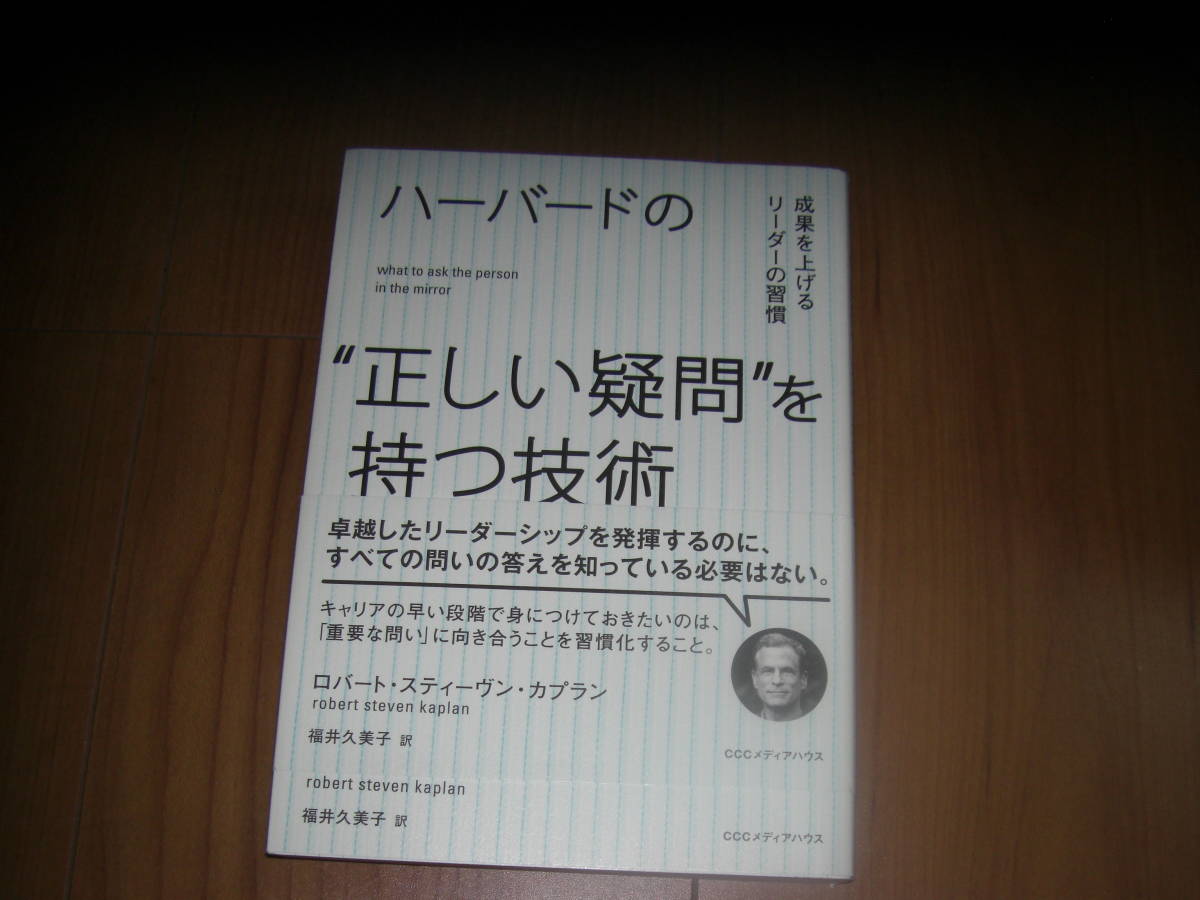 ハーバードの
成果を上げる
リーダーの習慣
what to ask the person
in the mirror
“正しい疑問”を
持つ技術
卓越したリーダーシップを発揮するのに、
すべての問いの答えを知っている必要はない。
キャリアの早い段階で身につけておきたいのは、
「重要な問い」に向き合うことを習慣化すること。
ロバート・スティーヴン・カプラン
robert steven kaplan
福井久美子 訳
CCCメディアハウス
robert steven kaplan
福井久美子 訳
CCCメディアハウス